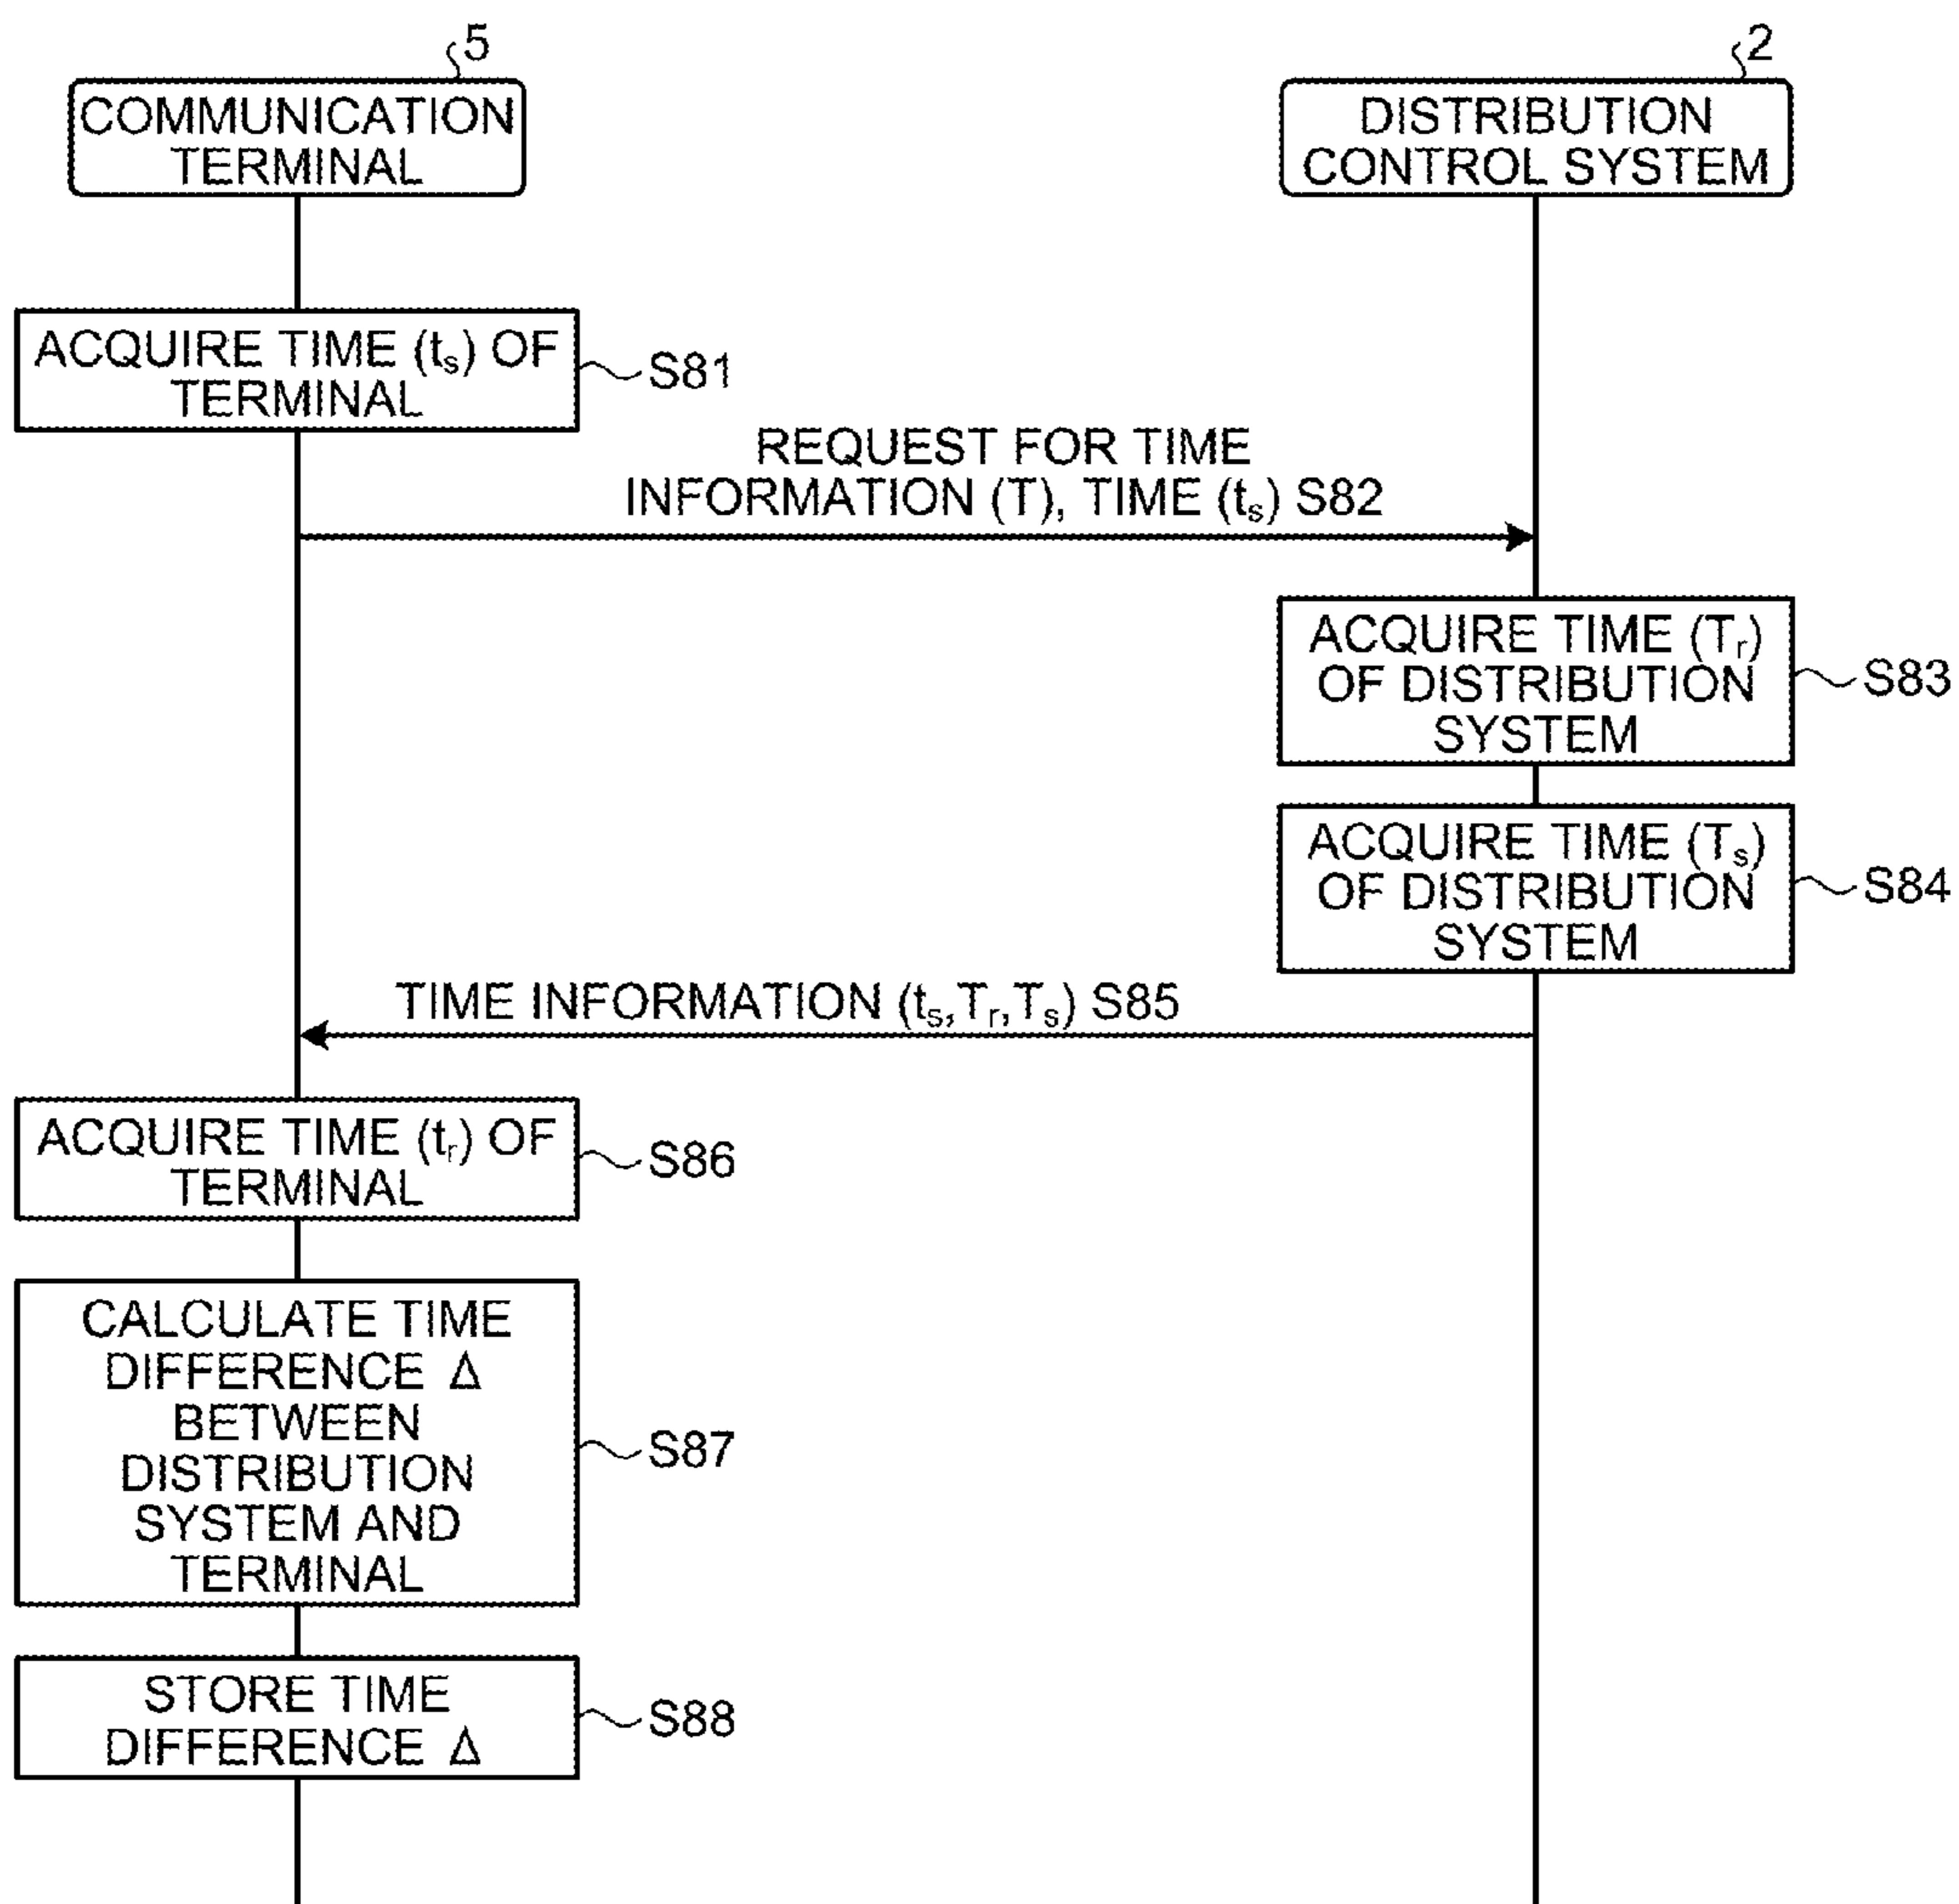 5
COMMUNICATION
TERMINAL
2
DISTRIBUTION
CONTROL SYSTEM
ACQUIRE TIME (tₛ) OF
TERMINAL
S81
REQUEST FOR TIME
INFORMATION (T), TIME (tₛ) S82
ACQUIRE TIME (Tᵣ)
OF DISTRIBUTION
SYSTEM
S83
ACQUIRE TIME (Tₛ)
OF DISTRIBUTION
SYSTEM
S84
TIME INFORMATION (tₛ,Tᵣ,Tₛ) S85
ACQUIRE TIME (tᵣ) OF
TERMINAL
S86
CALCULATE TIME
DIFFERENCE Δ
BETWEEN
DISTRIBUTION
SYSTEM AND
TERMINAL
S87
STORE TIME
DIFFERENCE Δ
S88